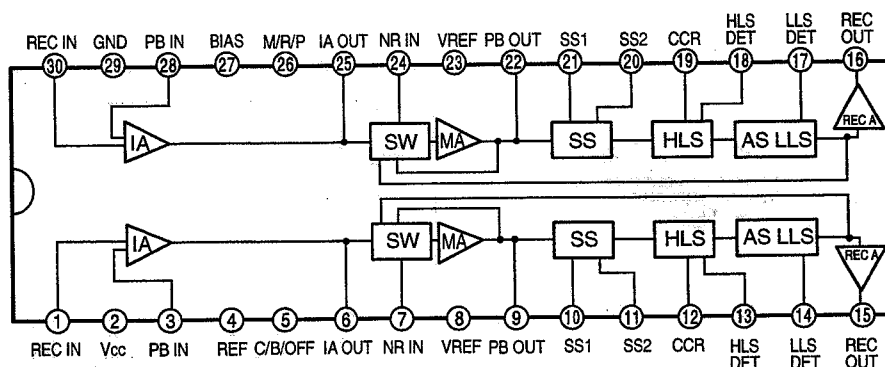 REC IN GND PB IN BIAS M/R/P IA OUT NR IN VREF PB OUT SS1 SS2 CCR HLS DET LLS DET REC OUT
30 29 28 27 26 25 24 23 22 21 20 19 18 17 16
IA SW MA SS HLS AS LLS REC A
IA SW MA SS HLS AS LLS REC A
1 2 3 4 5 6 7 8 9 10 11 12 13 14 15
REC IN Vcc PB IN REF C/B/OFF IA OUT NR IN VREF PB OUT SS1 SS2 CCR HLS DET LLS DET REC OUT